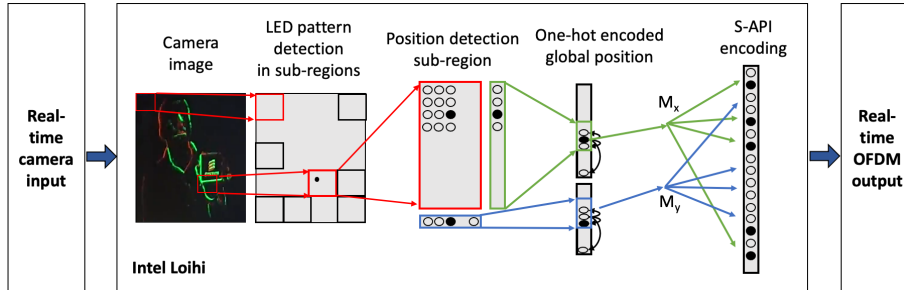 Real-
time
camera
input
Camera
image
LED pattern
detection
in sub-regions
Position detection
sub-region
One-hot encoded
global position
S-API
encoding
Mx
My
Intel Loihi
Real-
time
OFDM
output